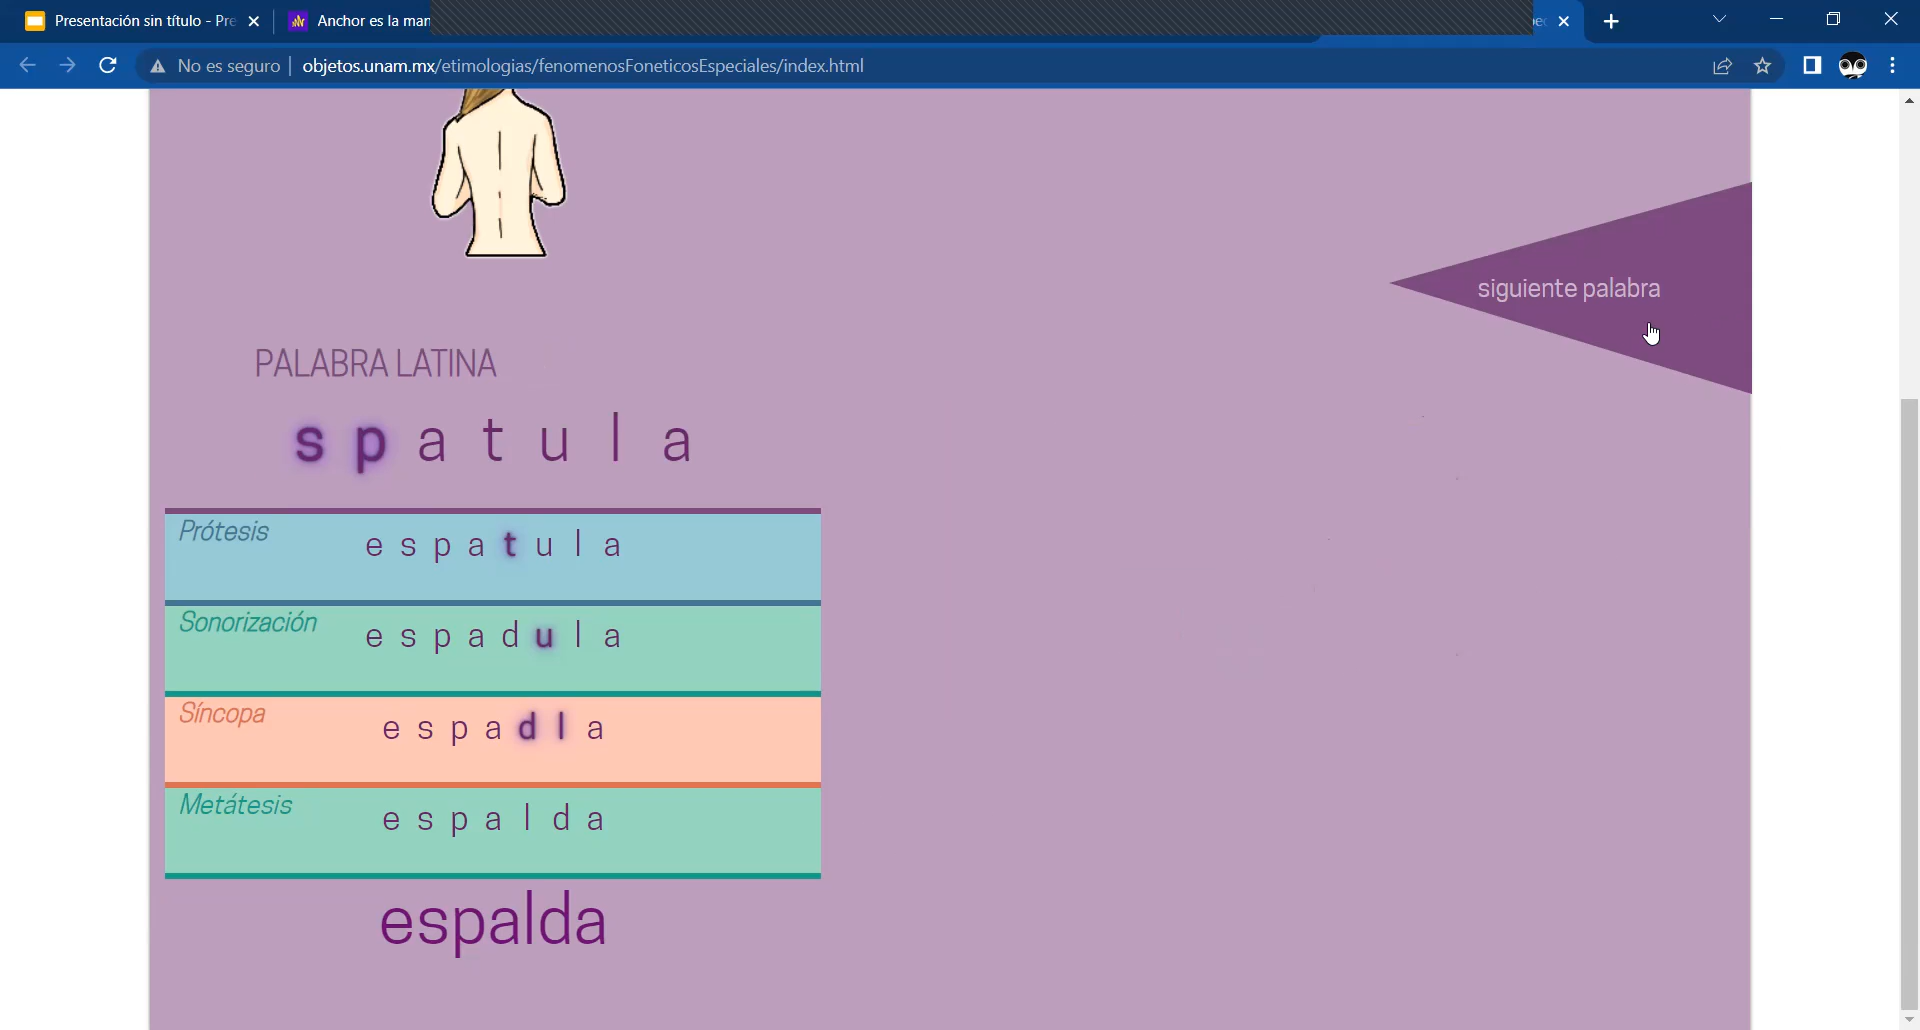 Presentación sin título - Pre
Anchor es la man
No es seguro
objetos.unam.mx/etimologias/fenomenosFoneticosEspeciales/index.html
siguiente palabra
PALABRA LATINA
s p a t u l a
Prótesis
e s p a t u l a
Sonorización
e s p a d u l a
Síncopa
e s p a d l a
Metátesis
e s p a l d a
espalda